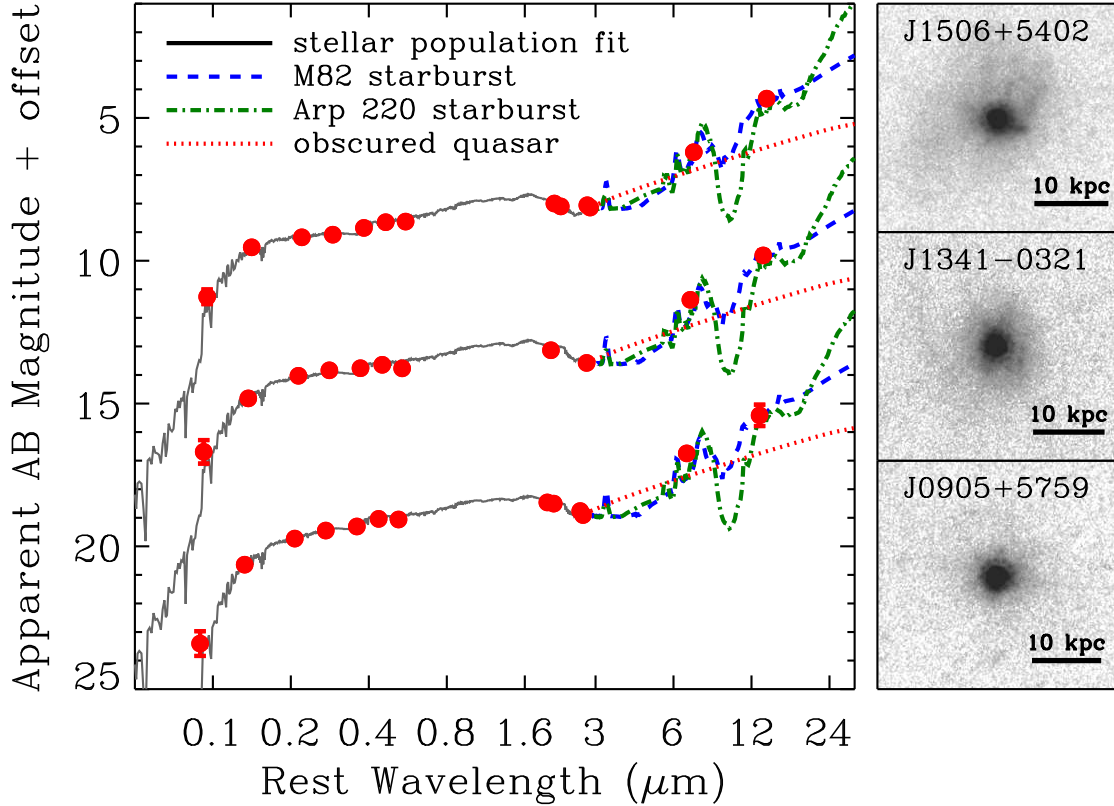 Apparent AB Magnitude + offset
5
10
15
20
25
stellar population fit
M82 starburst
Arp 220 starburst
obscured quasar
0.1 0.2 0.4 0.8 1.6 3 6 12 24
Rest Wavelength (μm)
J1506+5402
10 kpc
J1341−0321
10 kpc
J0905+5759
10 kpc